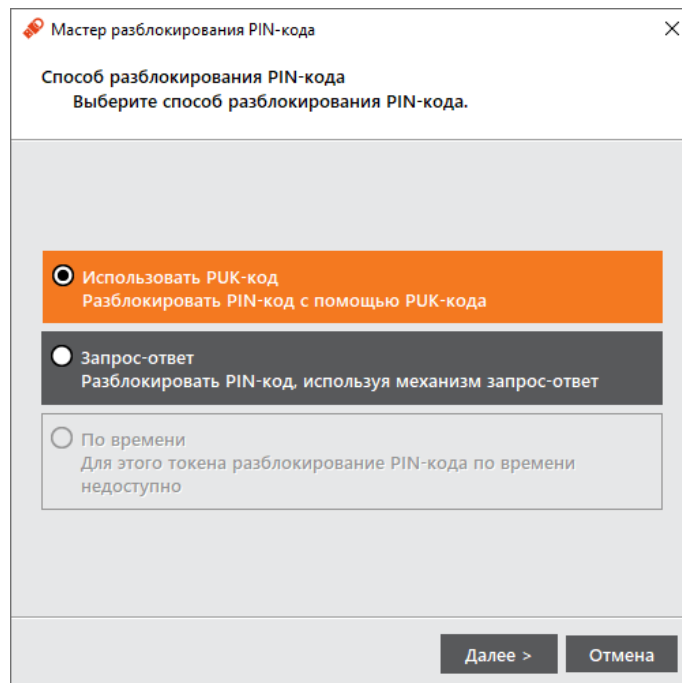 Мастер разблокирования PIN-кода
Способ разблокирования PIN-кода
Выберите способ разблокирования PIN-кода.
Использовать PUK-код
Разблокировать PIN-код с помощью PUK-кода
Запрос-ответ
Разблокировать PIN-код, используя механизм запрос-ответ
По времени
Для этого токена разблокирование PIN-кода по времени
недоступно
Далее >
Отмена